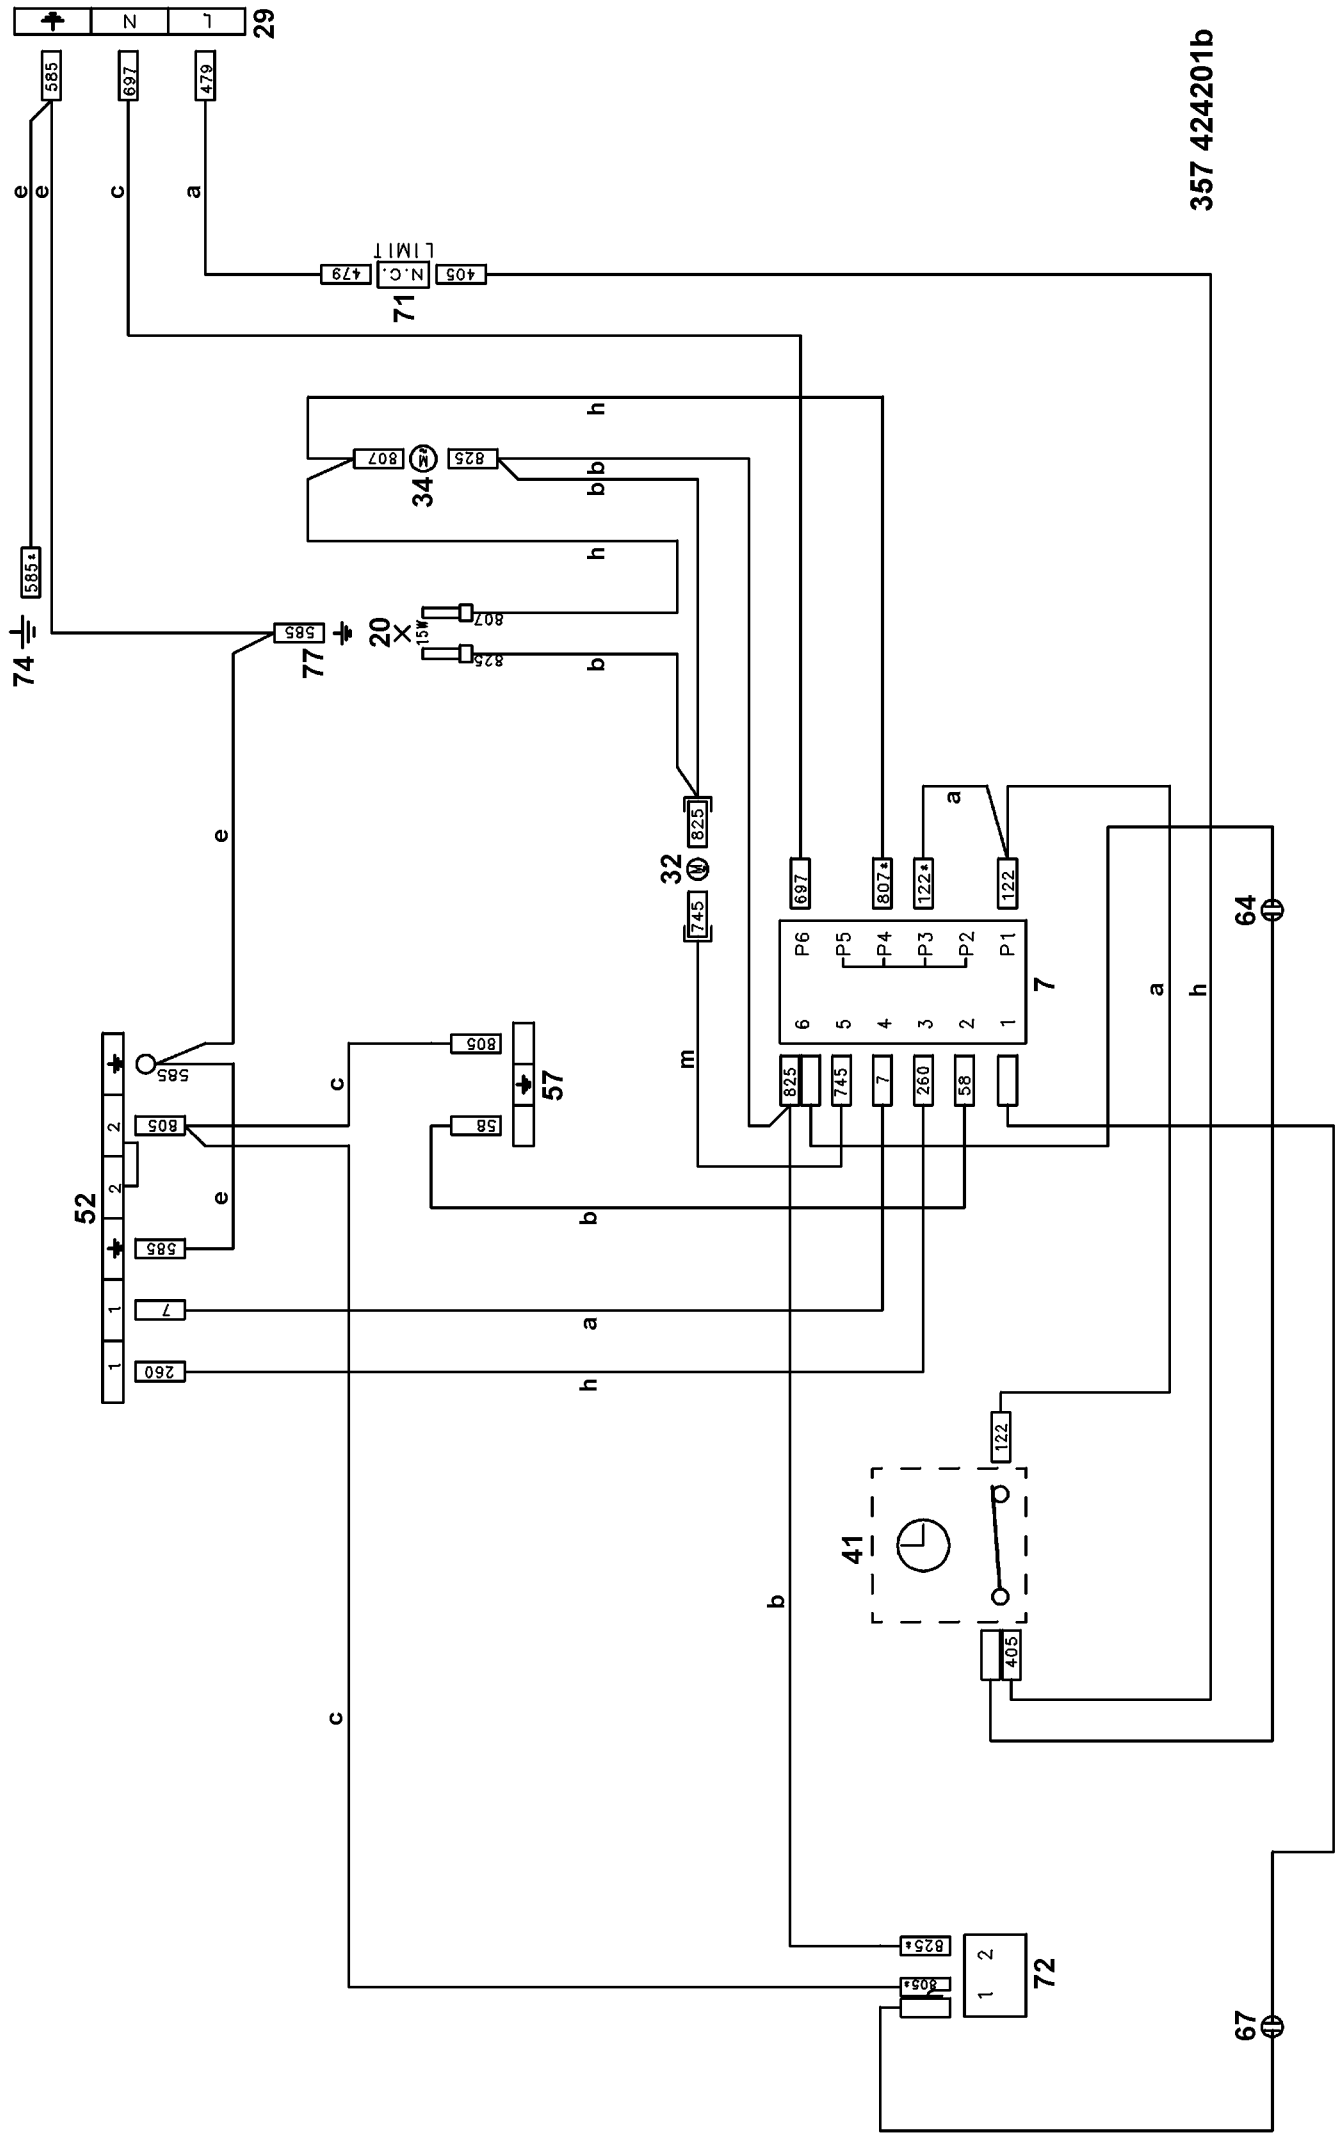 29
N
L
585
697
479
e
e
c
a
357 424201b
LIMIT
479
N.C.
405
71
h
807
M
825
34
b
b
h
585*
74
585
77
20
15W
807
825
b
e
825
32
M
745
a
697
807*
122*
122
64
P6
P5
P4
P3
P2
P1
6
5
4
3
2
1
7
a
h
m
585
805
57
58
c
825
745
7
260
58
52
2
2
1
1
805
e
585
b
7
a
260
h
122
41
405
b
c
825*
805*
2
1
72
67